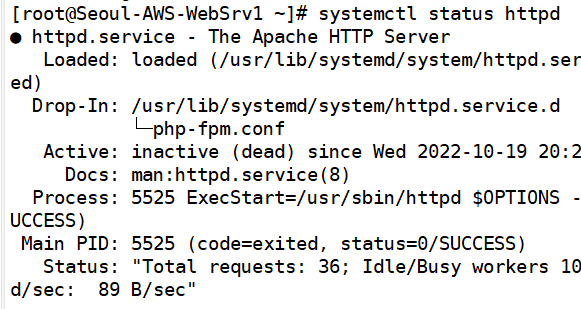 [root@Seoul-AWS-WebSrv1 ~]# systemctl status httpd
● httpd.service - The Apache HTTP Server
   Loaded: loaded (/usr/lib/systemd/system/httpd.ser
ed)
  Drop-In: /usr/lib/systemd/system/httpd.service.d
           └─php-fpm.conf
   Active: inactive (dead) since Wed 2022-10-19 20:2
     Docs: man:httpd.service(8)
  Process: 5525 ExecStart=/usr/sbin/httpd $OPTIONS -
UCCESS)
 Main PID: 5525 (code=exited, status=0/SUCCESS)
   Status: "Total requests: 36; Idle/Busy workers 10
d/sec:  89 B/sec"